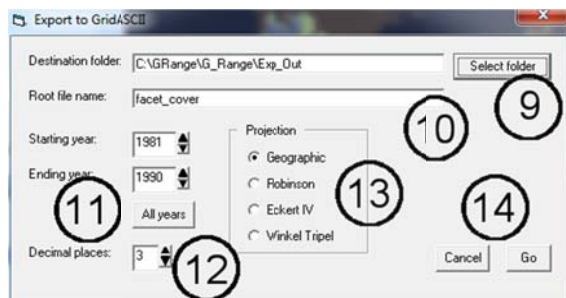 Export to GridASCII
Destination folder: C:\GRange\G_Range\Exp_Out Select folder
9
Root file name: facet_cover
10
Starting year: 1981
Projection
Geographic
Ending year: 1990
Robinson
13
11
All years
Eckert IV
14
Winkel Tripel
Decimal places: 3
12
Cancel Go